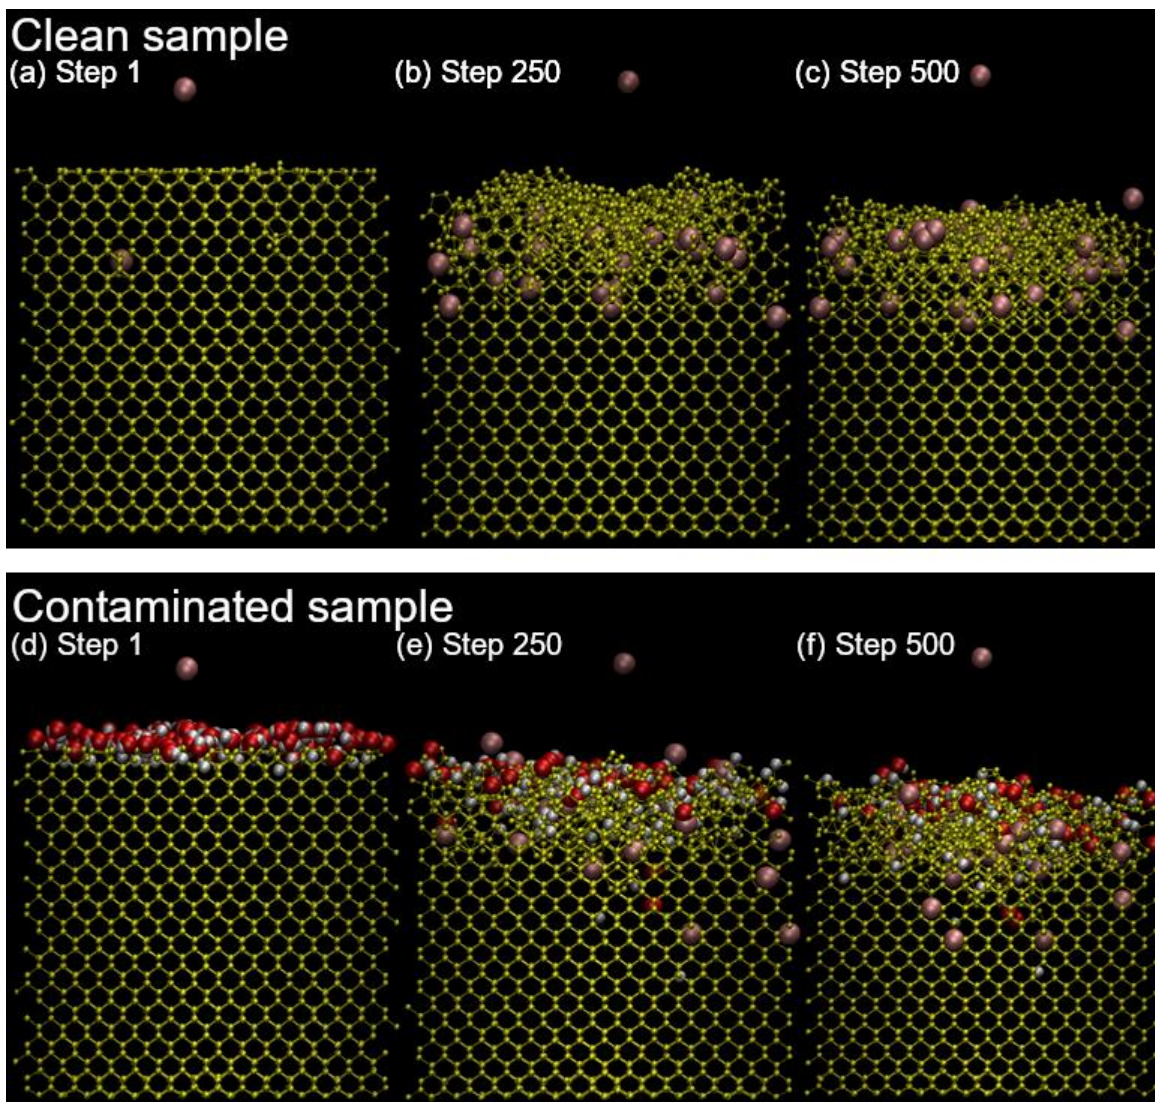 Clean sample
(a) Step 1
(b) Step 250
(c) Step 500
Contaminated sample
(d) Step 1
(e) Step 250
(f) Step 500